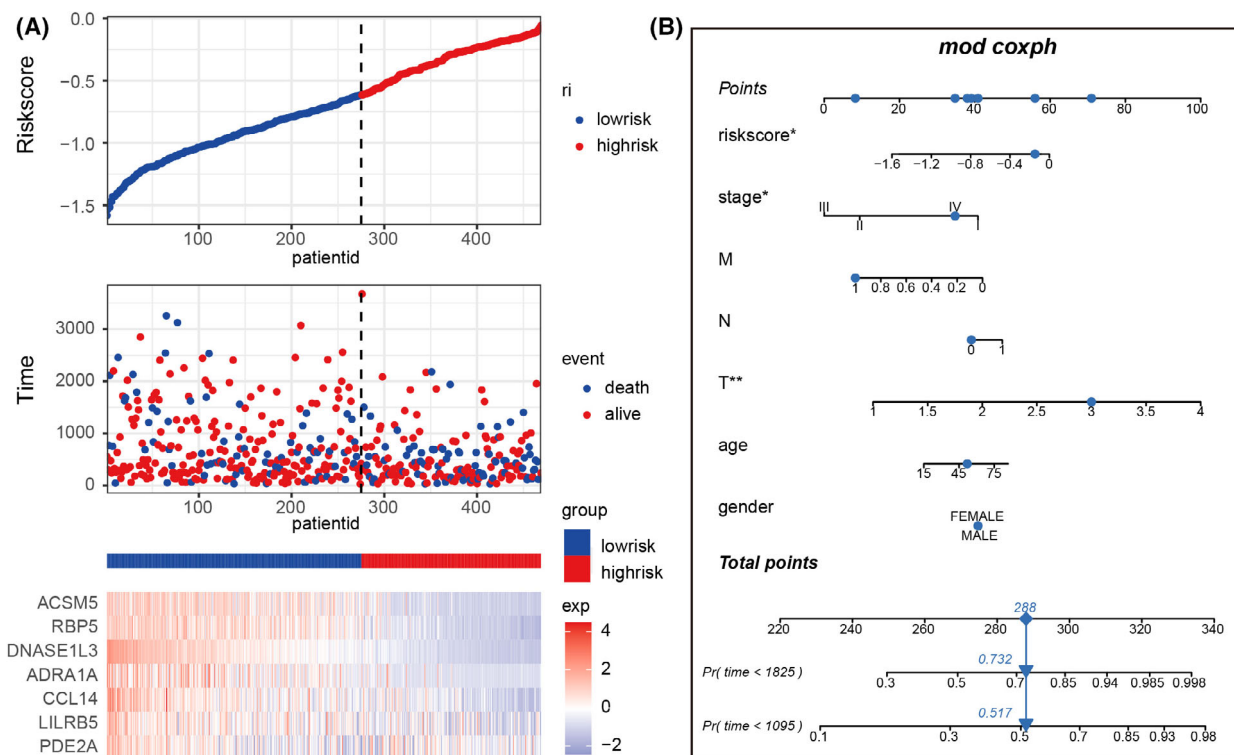 (A)
Riskscore
0.0
−0.5
−1.0
−1.5
100 200 300 400
patientid
ri
lowrisk
highrisk
Time
3000
2000
1000
0
100 200 300 400
patientid
event
death
alive
group
lowrisk
highrisk
exp
4
2
0
−2
ACSM5
RBP5
DNASE1L3
ADRA1A
CCL14
LILRB5
PDE2A
(B)
mod coxph
Points
0 20 40 60 80 100
riskscore*
−1.6 −1.2 −0.8 −0.4 0
stage*
III IV
II I
M
1 0.8 0.6 0.4 0.2 0
N
0 1
T**
1 1.5 2 2.5 3 3.5 4
age
15 45 75
gender
FEMALE
MALE
Total points
288
220 240 260 280 300 320 340
0.732
Pr( time < 1825 )
0.3 0.5 0.7 0.85 0.94 0.985 0.998
0.517
Pr( time < 1095 )
0.1 0.3 0.5 0.7 0.85 0.93 0.98